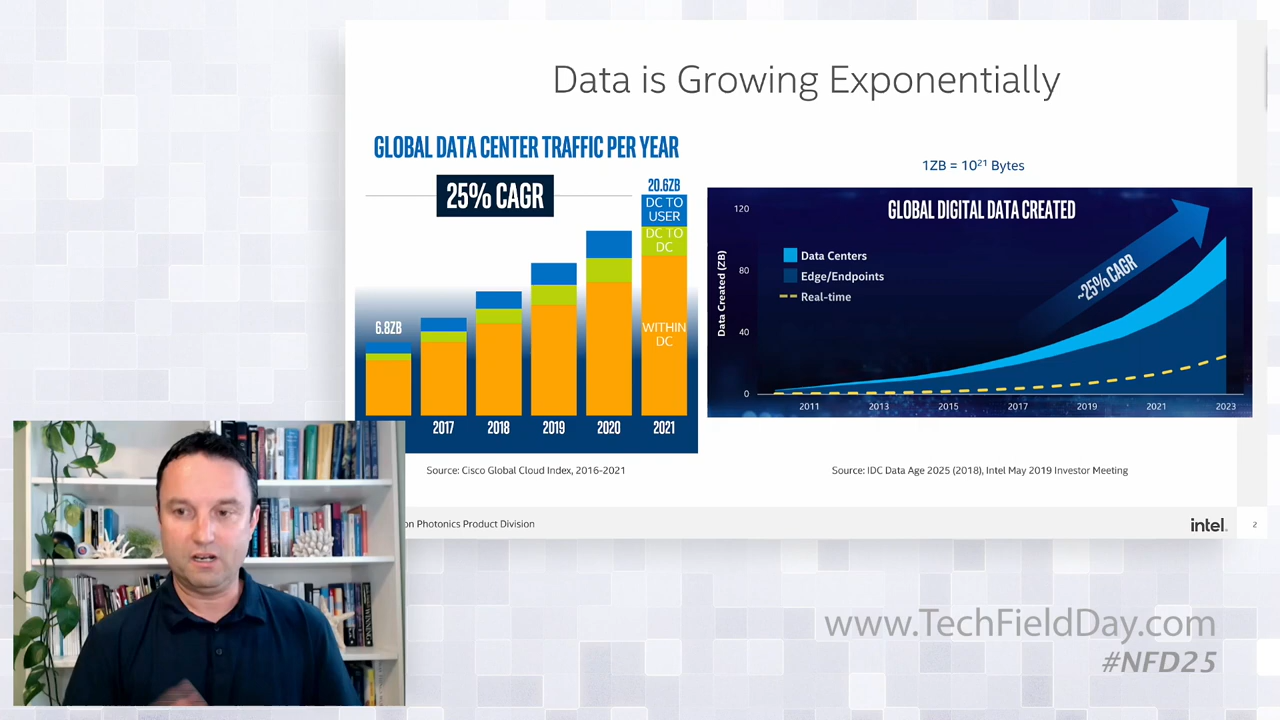 Data is Growing Exponentially
GLOBAL DATA CENTER TRAFFIC PER YEAR
25% CAGR
20.6ZB
DC TO
USER
DC TO
DC
WITHIN
DC
6.8ZB
2017 2018 2019 2020 2021
Source: Cisco Global Cloud Index, 2016-2021
1ZB = 10²¹ Bytes
GLOBAL DIGITAL DATA CREATED
Data Centers
Edge/Endpoints
Real-time
~25% CAGR
Data Created (ZB)
120
80
40
0
2011 2013 2015 2017 2019 2021 2023
Source: IDC Data Age 2025 (2018), Intel May 2019 Investor Meeting
on Photonics Product Division
intel.
2
www.TechFieldDay.com
#NFD25